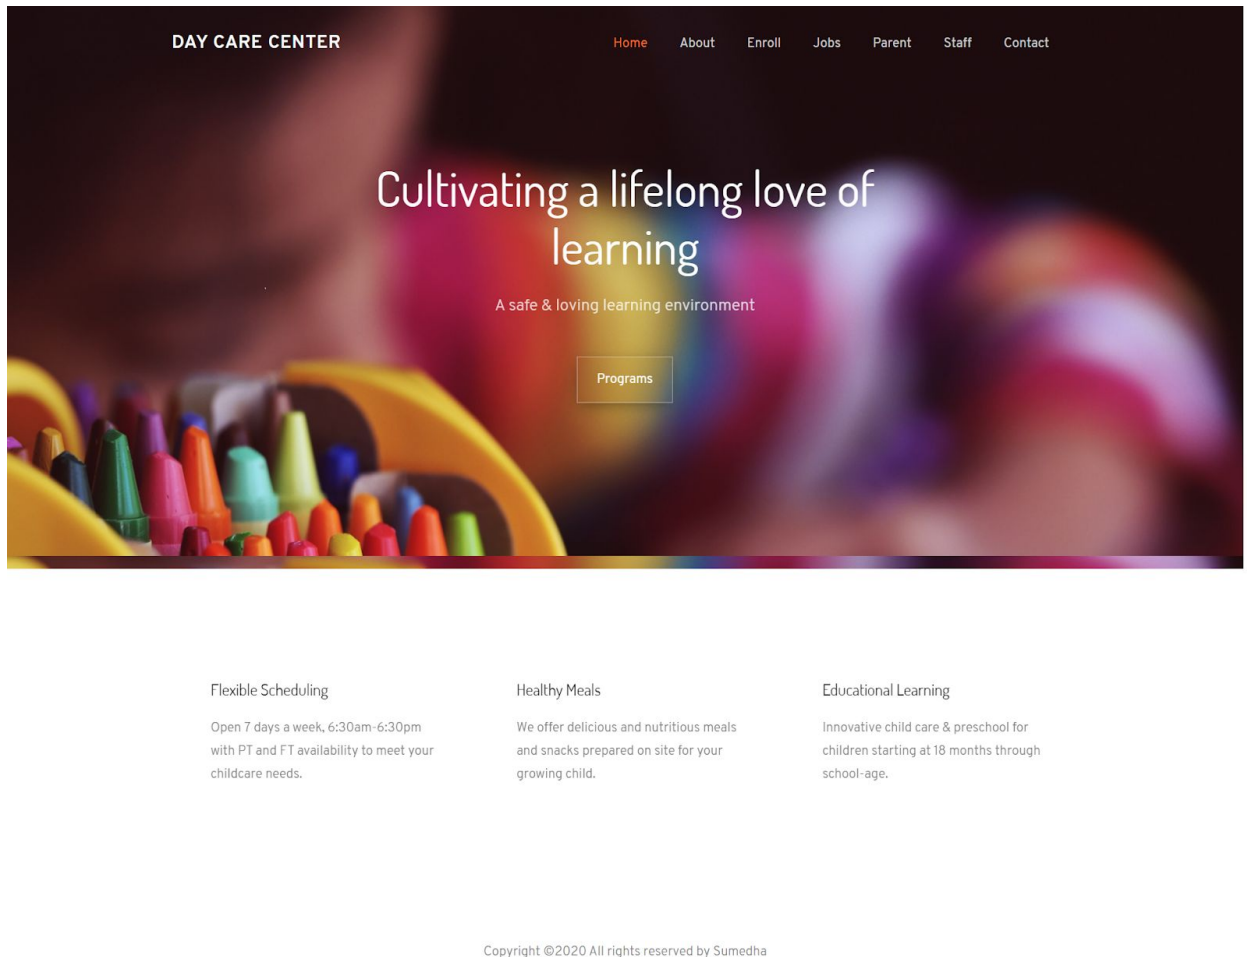 DAY CARE CENTER
Home About Enroll Jobs Parent Staff Contact
Cultivating a lifelong love of
learning
A safe & loving learning environment
Programs
Flexible Scheduling
Open 7 days a week, 6:30am-6:30pm
with PT and FT availability to meet your
childcare needs.
Healthy Meals
We offer delicious and nutritious meals
and snacks prepared on site for your
growing child.
Educational Learning
Innovative child care & preschool for
children starting at 18 months through
school-age.
Copyright ©2020 All rights reserved by Sumedha